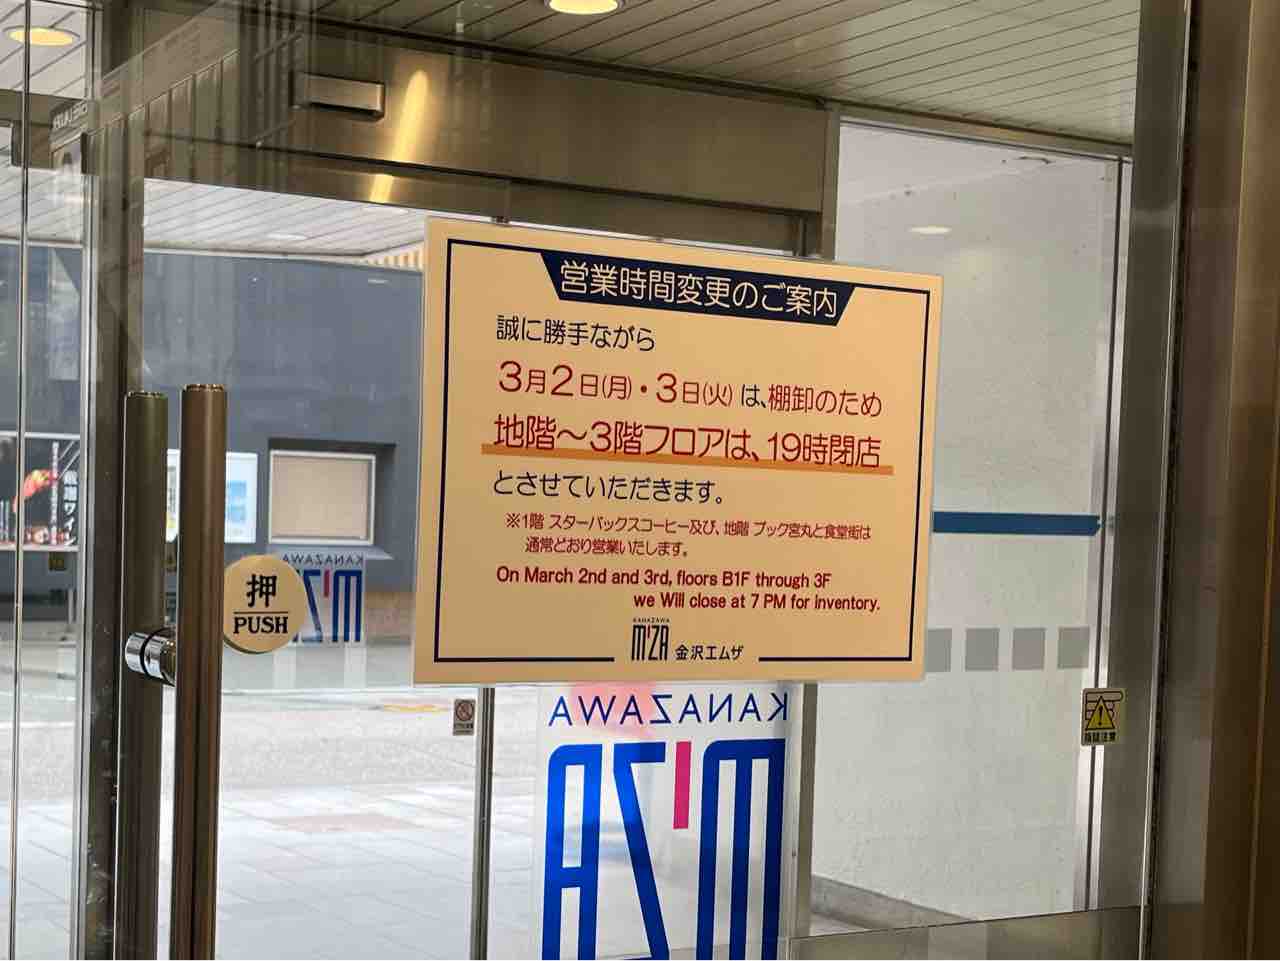 営業時間変更のご案内
誠に勝手ながら
3月2日(月)・3日(火)は、棚卸のため
地階～3階フロアは、19時閉店
とさせていただきます。
※1階 スターバックスコーヒー及び、地階 ブック宮丸と食堂街は
通常どおり営業いたします。
On March 2nd and 3rd, floors B1F through 3F
we Will close at 7 PM for inventory.
KANAZAWA
M'ZA 金沢エムザ
押
PUSH
KANAZAWA
M'ZA
KANAZAWA
M'ZA